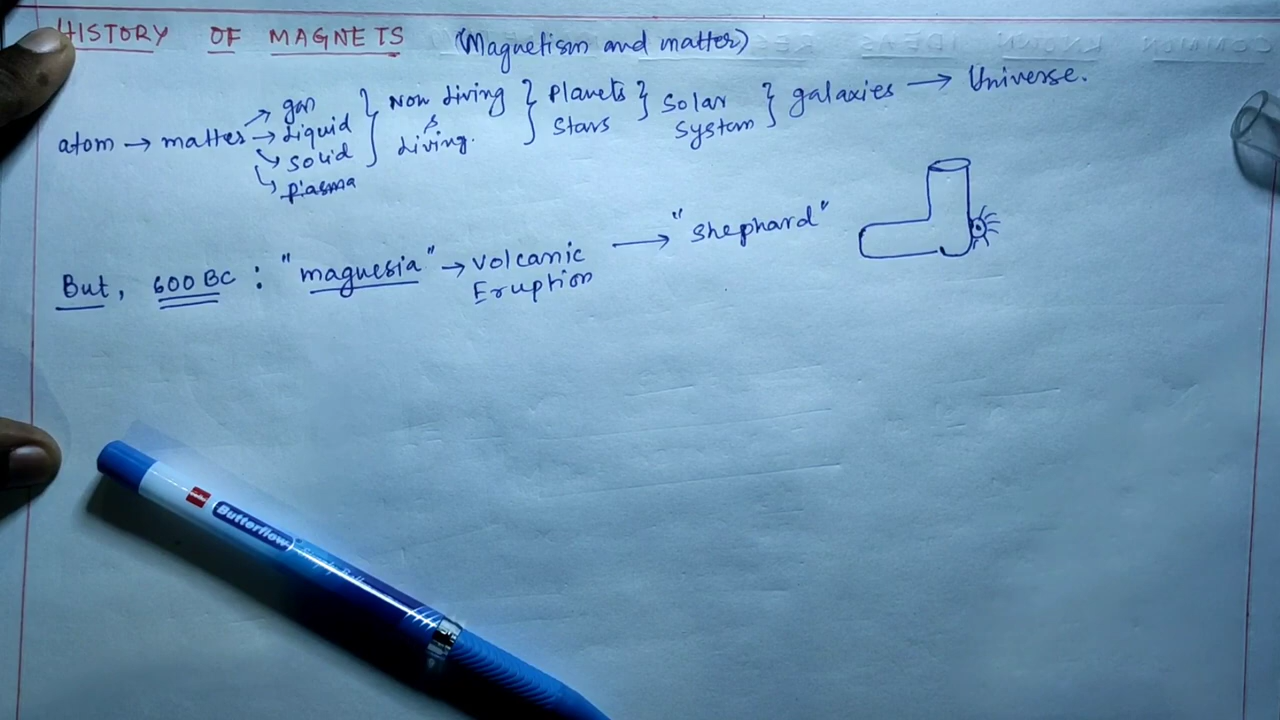 HISTORY OF MAGNETS (Magnetism and matter)
atom → matter → gas } Non living } Planets } Solar } galaxies → Universe.
→ Liquid & living. Stars System
→ solid
→ plasma
But, 600 BC : "magnesia" → Volcanic → "Shephard"
Eruption
cello Butterflow